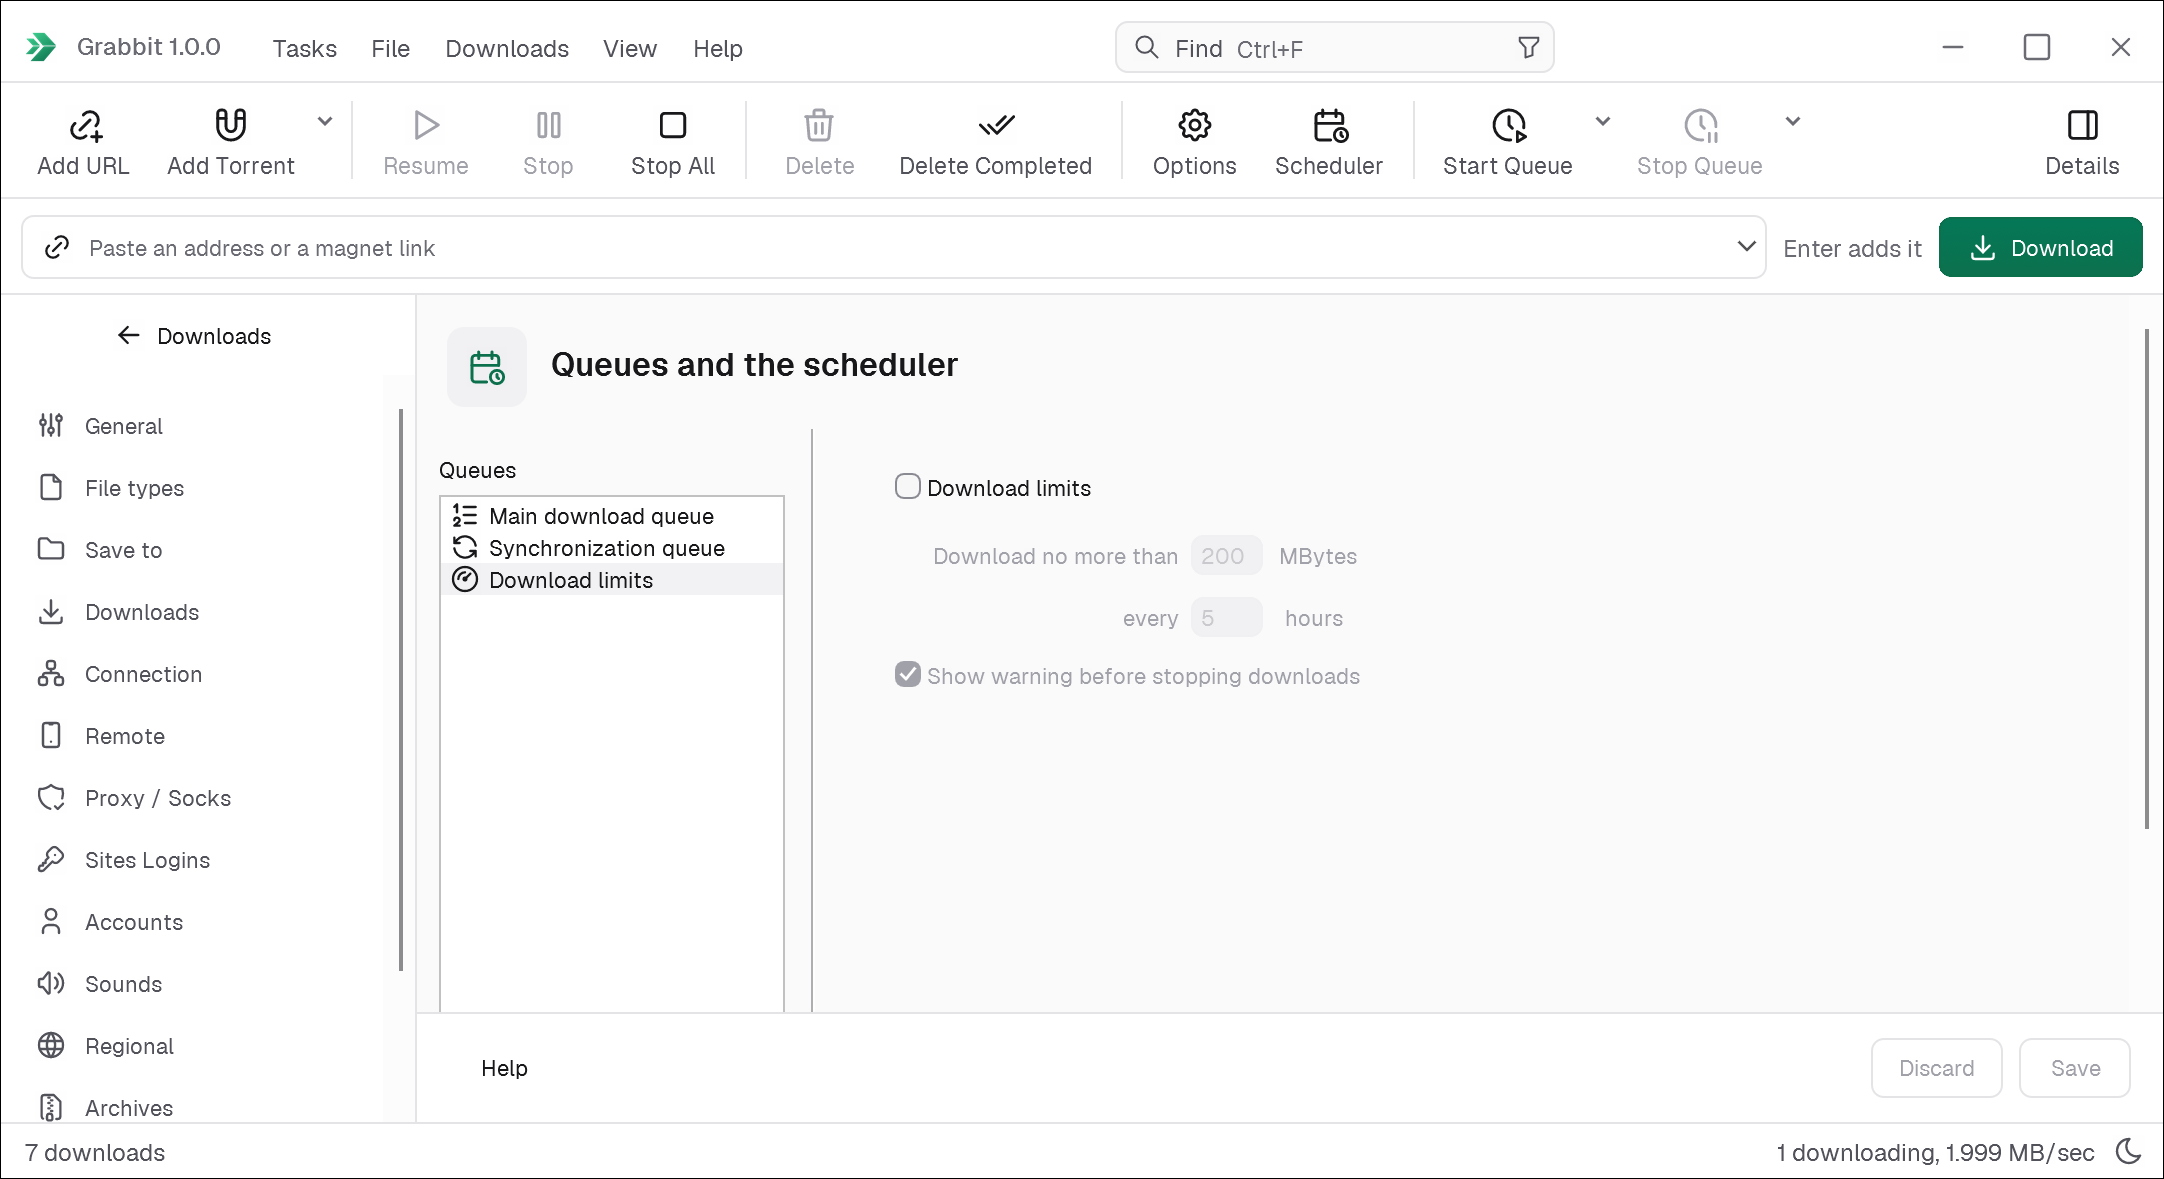 Grabbit 1.0.0
Tasks
File
Downloads
View
Help
Find Ctrl+F
Add URL
Add Torrent
Resume
Stop
Stop All
Delete
Delete Completed
Options
Scheduler
Start Queue
Stop Queue
Details
Paste an address or a magnet link
Enter adds it
Download
Downloads
General
File types
Save to
Downloads
Connection
Remote
Proxy / Socks
Sites Logins
Accounts
Sounds
Regional
Archives
Queues and the scheduler
Queues
Main download queue
Synchronization queue
Download limits
Download limits
Download no more than 200 MBytes
every 5 hours
Show warning before stopping downloads
Help
Discard
Save
7 downloads
1 downloading, 1.999 MB/sec